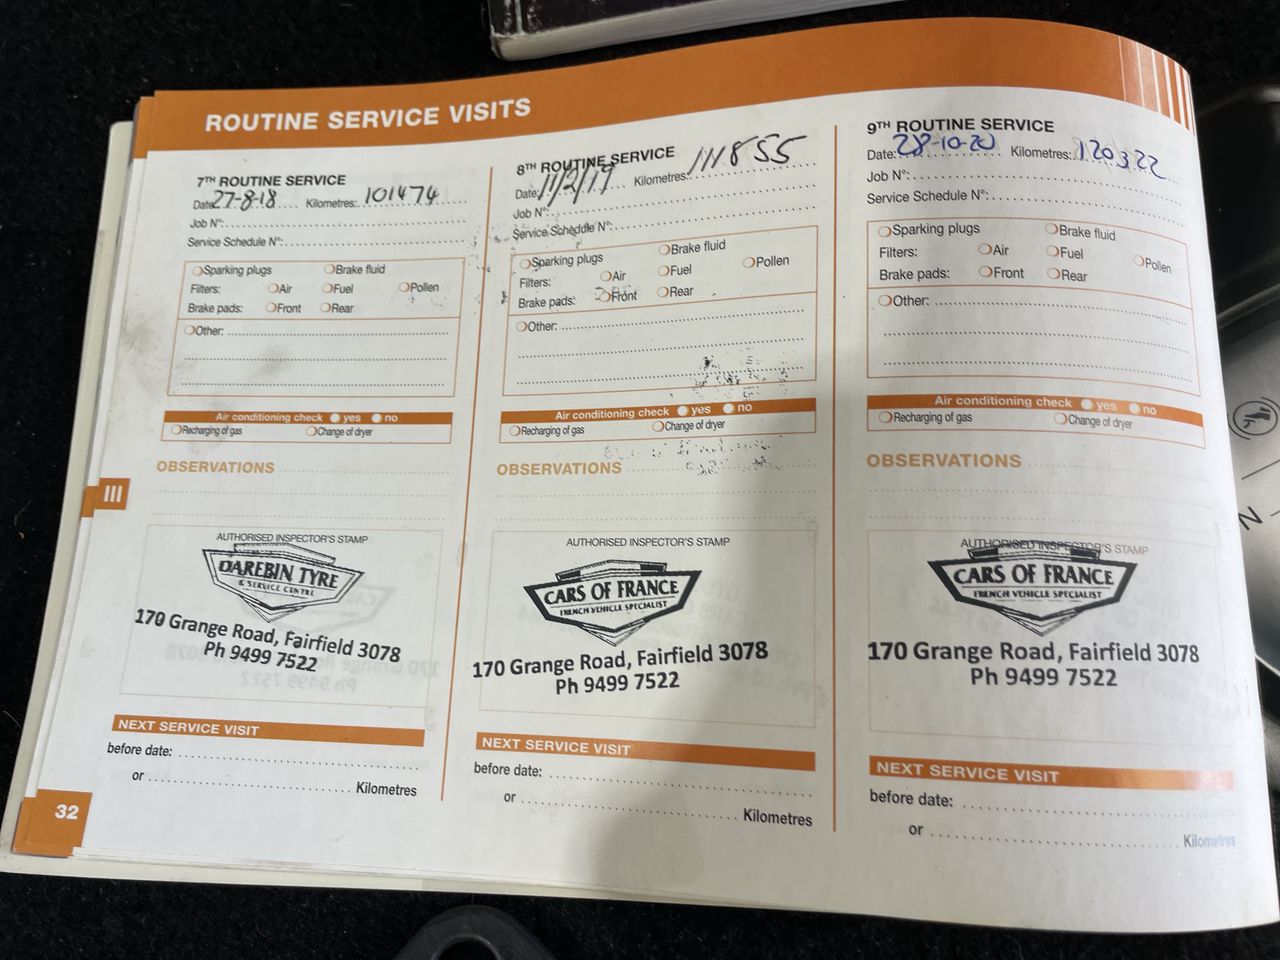 ROUTINE SERVICE VISITS
7TH ROUTINE SERVICE
Date: 27-8-18 Kilometres: 101474
Job Nº:
Service Schedule Nº:
Sparking plugs Brake fluid
Filters: Air Fuel Pollen
Brake pads: Front Rear
Other:
Air conditioning check yes no
Recharging of gas Change of dryer
OBSERVATIONS
AUTHORISED INSPECTOR'S STAMP
DAREBIN TYRE
& SERVICE CENTRE
170 Grange Road, Fairfield 3078
Ph 9499 7522
NEXT SERVICE VISIT
before date:
or Kilometres
8TH ROUTINE SERVICE
Date: 11/2/19 Kilometres: 111855
Job Nº:
Service Schedule Nº:
Sparking plugs Brake fluid
Filters: Air Fuel Pollen
Brake pads: Front Rear
Other:
Air conditioning check yes no
Recharging of gas Change of dryer
OBSERVATIONS
AUTHORISED INSPECTOR'S STAMP
CARS OF FRANCE
FRENCH VEHICLE SPECIALIST
170 Grange Road, Fairfield 3078
Ph 9499 7522
NEXT SERVICE VISIT
before date:
or Kilometres
9TH ROUTINE SERVICE
Date: 28-10-20 Kilometres: 120322
Job Nº:
Service Schedule Nº:
Sparking plugs Brake fluid
Filters: Air Fuel Pollen
Brake pads: Front Rear
Other:
Air conditioning check yes no
Recharging of gas Change of dryer
OBSERVATIONS
AUTHORISED INSPECTOR'S STAMP
CARS OF FRANCE
FRENCH VEHICLE SPECIALIST
170 Grange Road, Fairfield 3078
Ph 9499 7522
NEXT SERVICE VISIT
before date:
or Kilometres
III
32
N